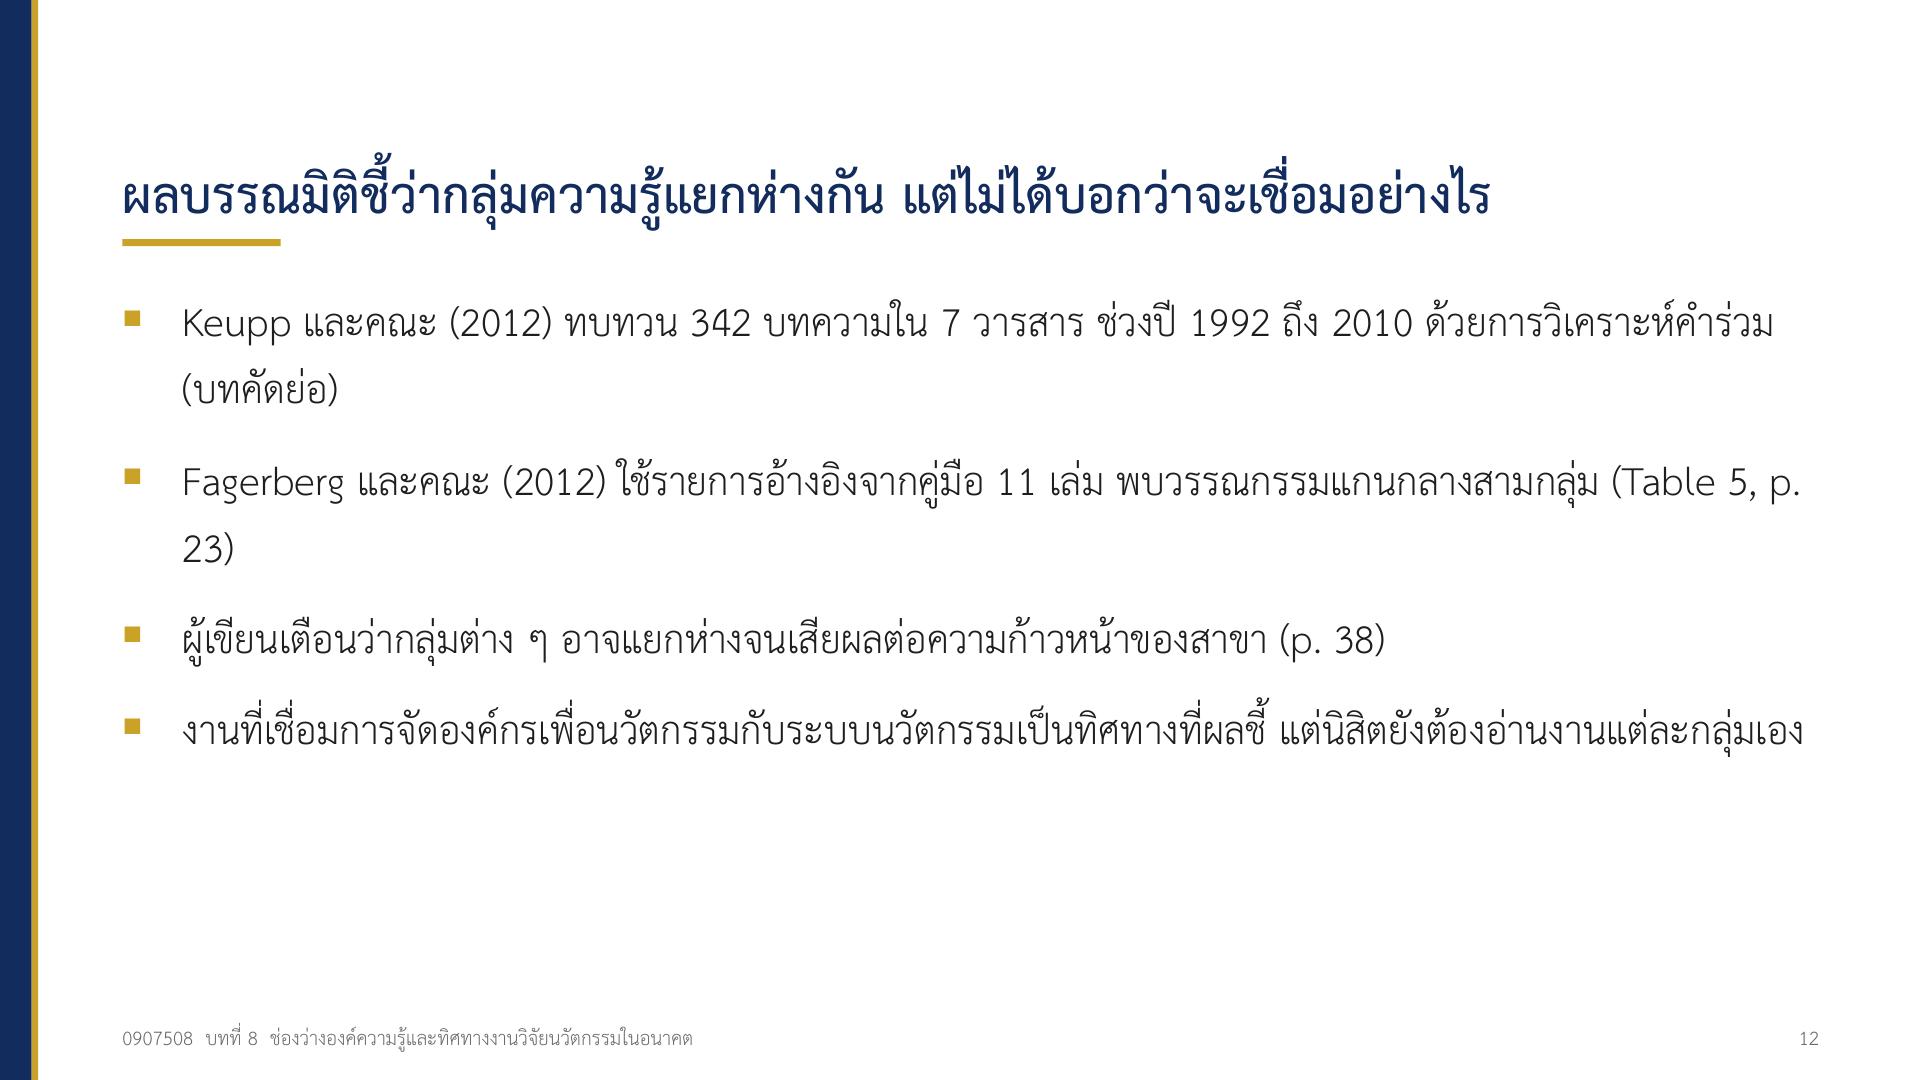 ผลบรรณมิติชี้ว่ากลุ่มความรู้แยกห่างกัน แต่ไม่ได้บอกว่าจะเชื่อมอย่างไร
Keupp และคณะ (2012) ทบทวน 342 บทความใน 7 วารสาร ช่วงปี 1992 ถึง 2010 ด้วยการวิเคราะห์คำร่วม
(บทคัดย่อ)
Fagerberg และคณะ (2012) ใช้รายการอ้างอิงจากคู่มือ 11 เล่ม พบวรรณกรรมแกนกลางสามกลุ่ม (Table 5, p.
23)
ผู้เขียนเตือนว่ากลุ่มต่าง ๆ อาจแยกห่างจนเสียผลต่อความก้าวหน้าของสาขา (p. 38)
งานที่เชื่อมการจัดองค์กรเพื่อนวัตกรรมกับระบบนวัตกรรมเป็นทิศทางที่ผลชี้ แต่นิสิตยังต้องอ่านงานแต่ละกลุ่มเอง
0907508 บทที่ 8 ช่องว่างองค์ความรู้และทิศทางงานวิจัยนวัตกรรมในอนาคต
12